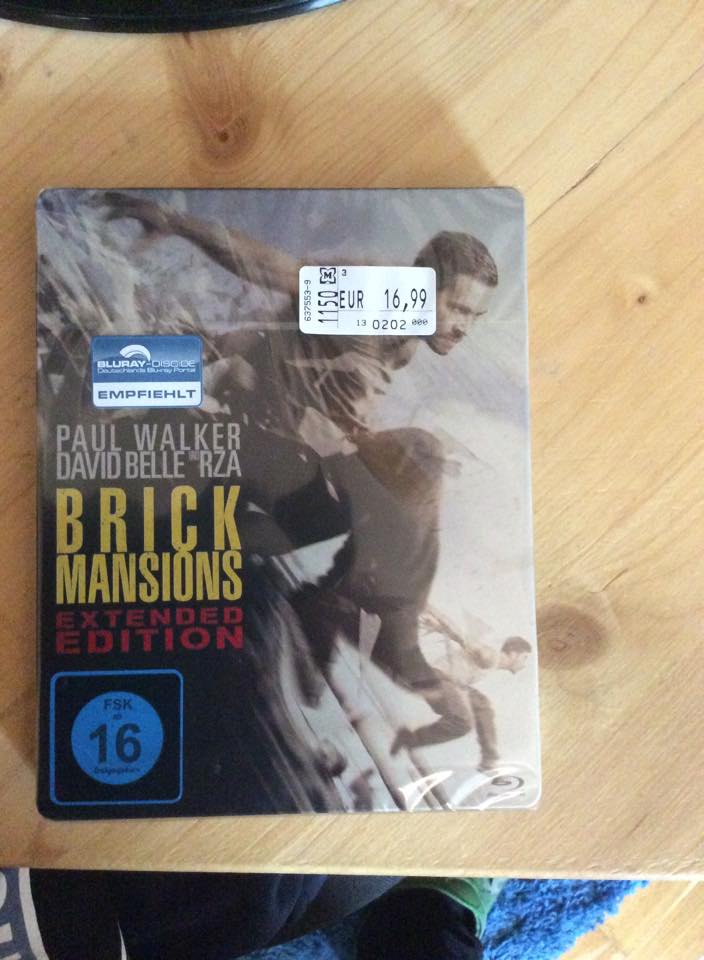 3
637553-9
1150
EUR 16,99
13 0202 000
BLURAY-DISC.DE
Deutschlands Blu-ray Portal
EMPFIEHLT
PAUL WALKER
DAVID BELLE UND RZA
BRICK
MANSIONS
EXTENDED
EDITION
FSK
ab
16
freigegeben